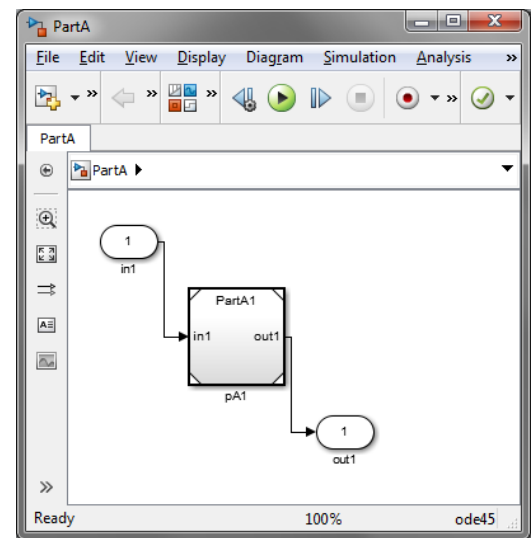 PartA
File Edit View Display Diagram Simulation Analysis »
» » » »
PartA
PartA
1
in1
PartA1
in1 out1
pA1
1
out1
»
Ready 100% ode45